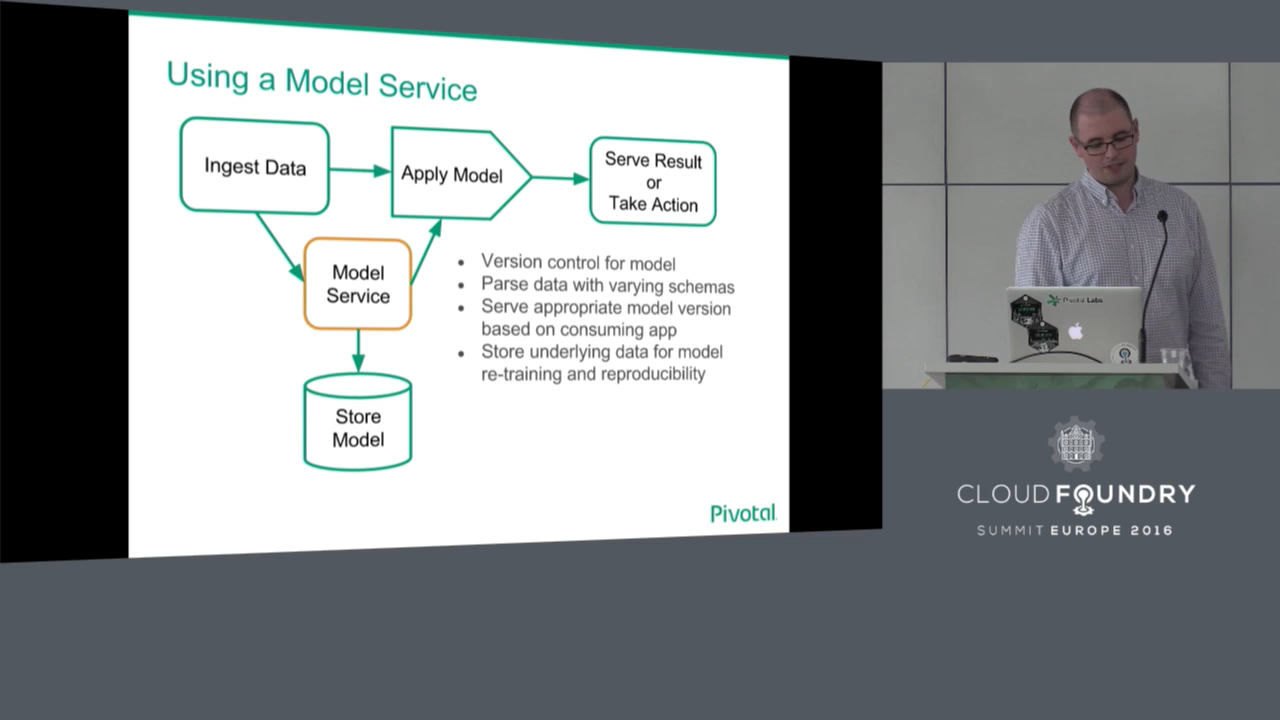 Using a Model Service
Ingest Data
Apply Model
Serve Result
or
Take Action
Model
Service
Store
Model
• Version control for model
• Parse data with varying schemas
• Serve appropriate model version
based on consuming app
• Store underlying data for model
re-training and reproducibility
Pivotal
Pivotal Labs
CLOUD FOUNDRY
SUMMIT EUROPE 2016